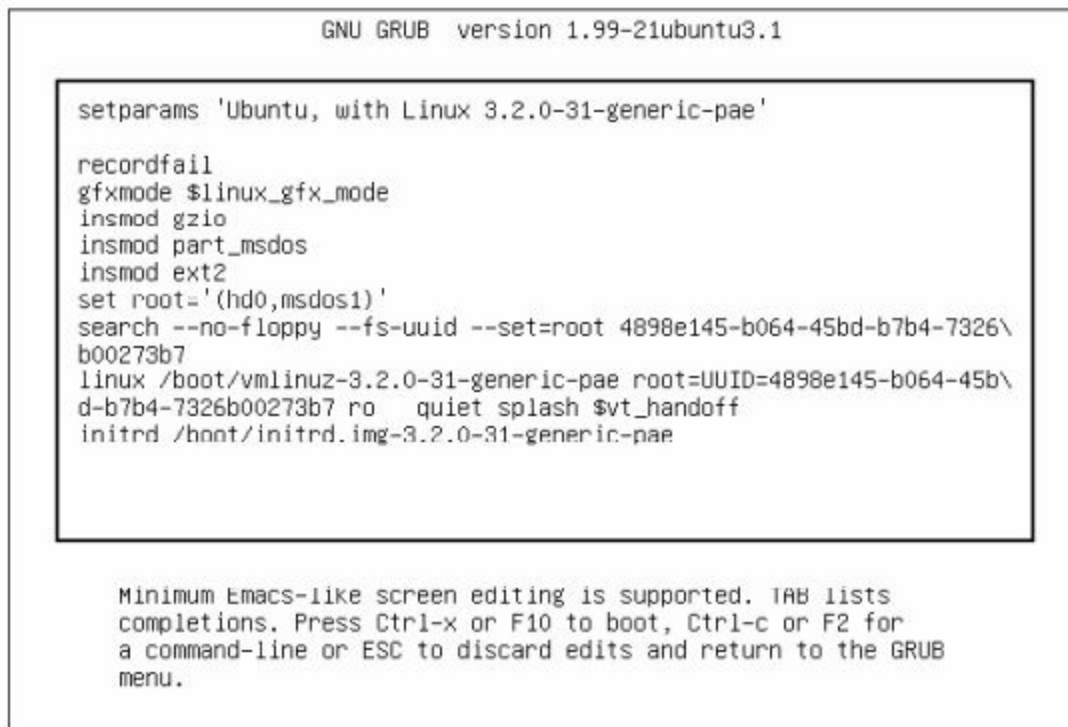 GNU GRUB  version 1.99-21ubuntu3.1
setparams 'Ubuntu, with Linux 3.2.0-31-generic-pae'
recordfail
gfxmode $linux_gfx_mode
insmod gzio
insmod part_msdos
insmod ext2
set root='(hd0,msdos1)'
search --no-floppy --fs-uuid --set=root 4898e145-b064-45bd-b7b4-7326\
b00273b7
linux /boot/vmlinuz-3.2.0-31-generic-pae root=UUID=4898e145-b064-45b\
d-b7b4-7326b00273b7 ro   quiet splash $vt_handoff
initrd /boot/initrd.img-3.2.0-31-generic-pae
Minimum Emacs-like screen editing is supported. TAB lists
completions. Press Ctrl-x or F10 to boot, Ctrl-c or F2 for
a command-line or ESC to discard edits and return to the GRUB
menu.